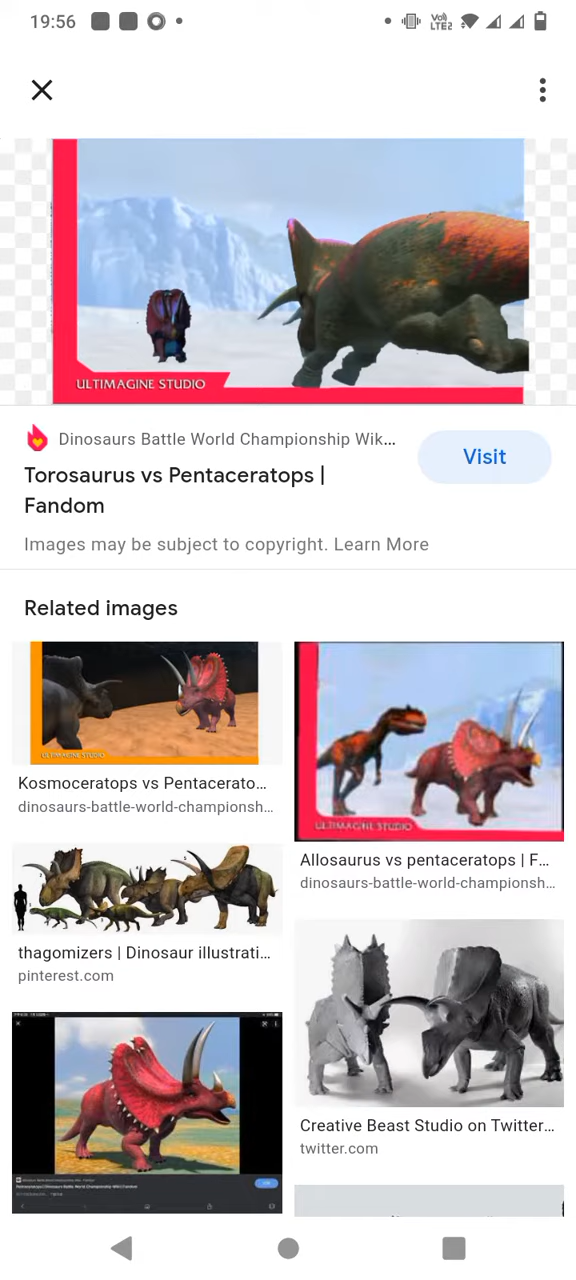 19:56
Vo)
LTE2
ULTIMAGINE STUDIO
Dinosaurs Battle World Championship Wik...
Visit
Torosaurus vs Pentaceratops |
Fandom
Images may be subject to copyright. Learn More
Related images
ULTIMAGINE STUDIO
Kosmoceratops vs Pentacerato...
dinosaurs-battle-world-championsh...
ULTIMAGINE STUDIO
Allosaurus vs pentaceratops | F...
dinosaurs-battle-world-championsh...
thagomizers | Dinosaur illustrati...
pinterest.com
Creative Beast Studio on Twitter...
twitter.com